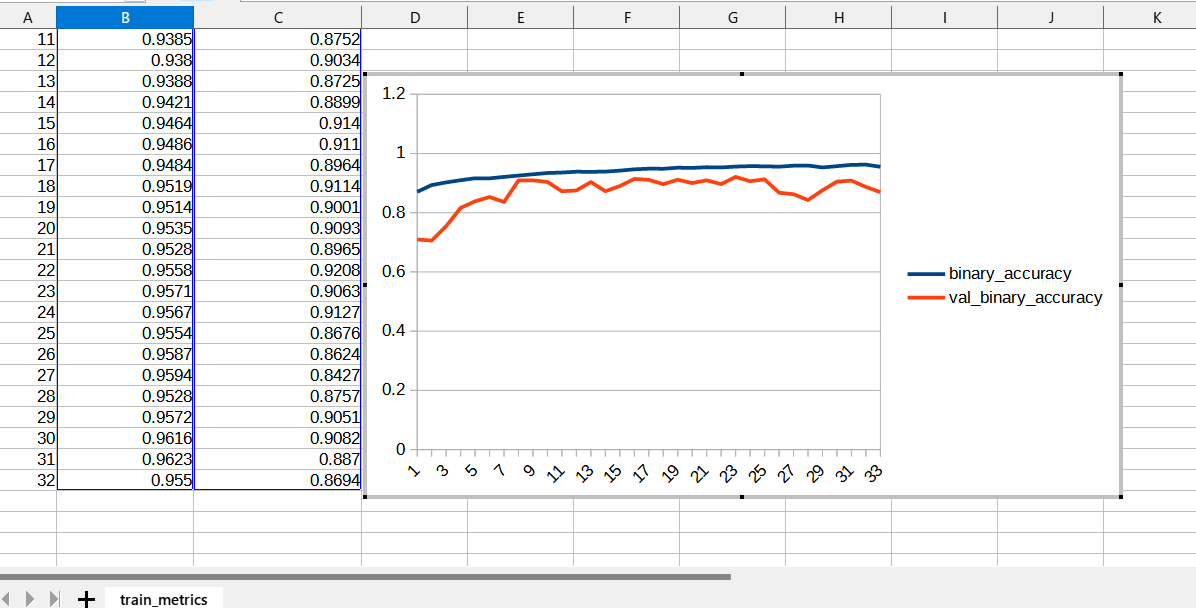 A B C D E F G H I J K
11 0.9385 0.8752
12 0.938 0.9034
13 0.9388 0.8725
14 0.9421 0.8899
15 0.9464 0.914
16 0.9486 0.911
17 0.9484 0.8964
18 0.9519 0.9114
19 0.9514 0.9001
20 0.9535 0.9093
21 0.9528 0.8965
22 0.9558 0.9208
23 0.9571 0.9063
24 0.9567 0.9127
25 0.9554 0.8676
26 0.9587 0.8624
27 0.9594 0.8427
28 0.9528 0.8757
29 0.9572 0.9051
30 0.9616 0.9082
31 0.9623 0.887
32 0.955 0.8694
1.2
1
0.8
0.6
0.4
0.2
0
1 3 5 7 9 11 13 15 17 19 21 23 25 27 29 31 33
binary_accuracy
val_binary_accuracy
train_metrics